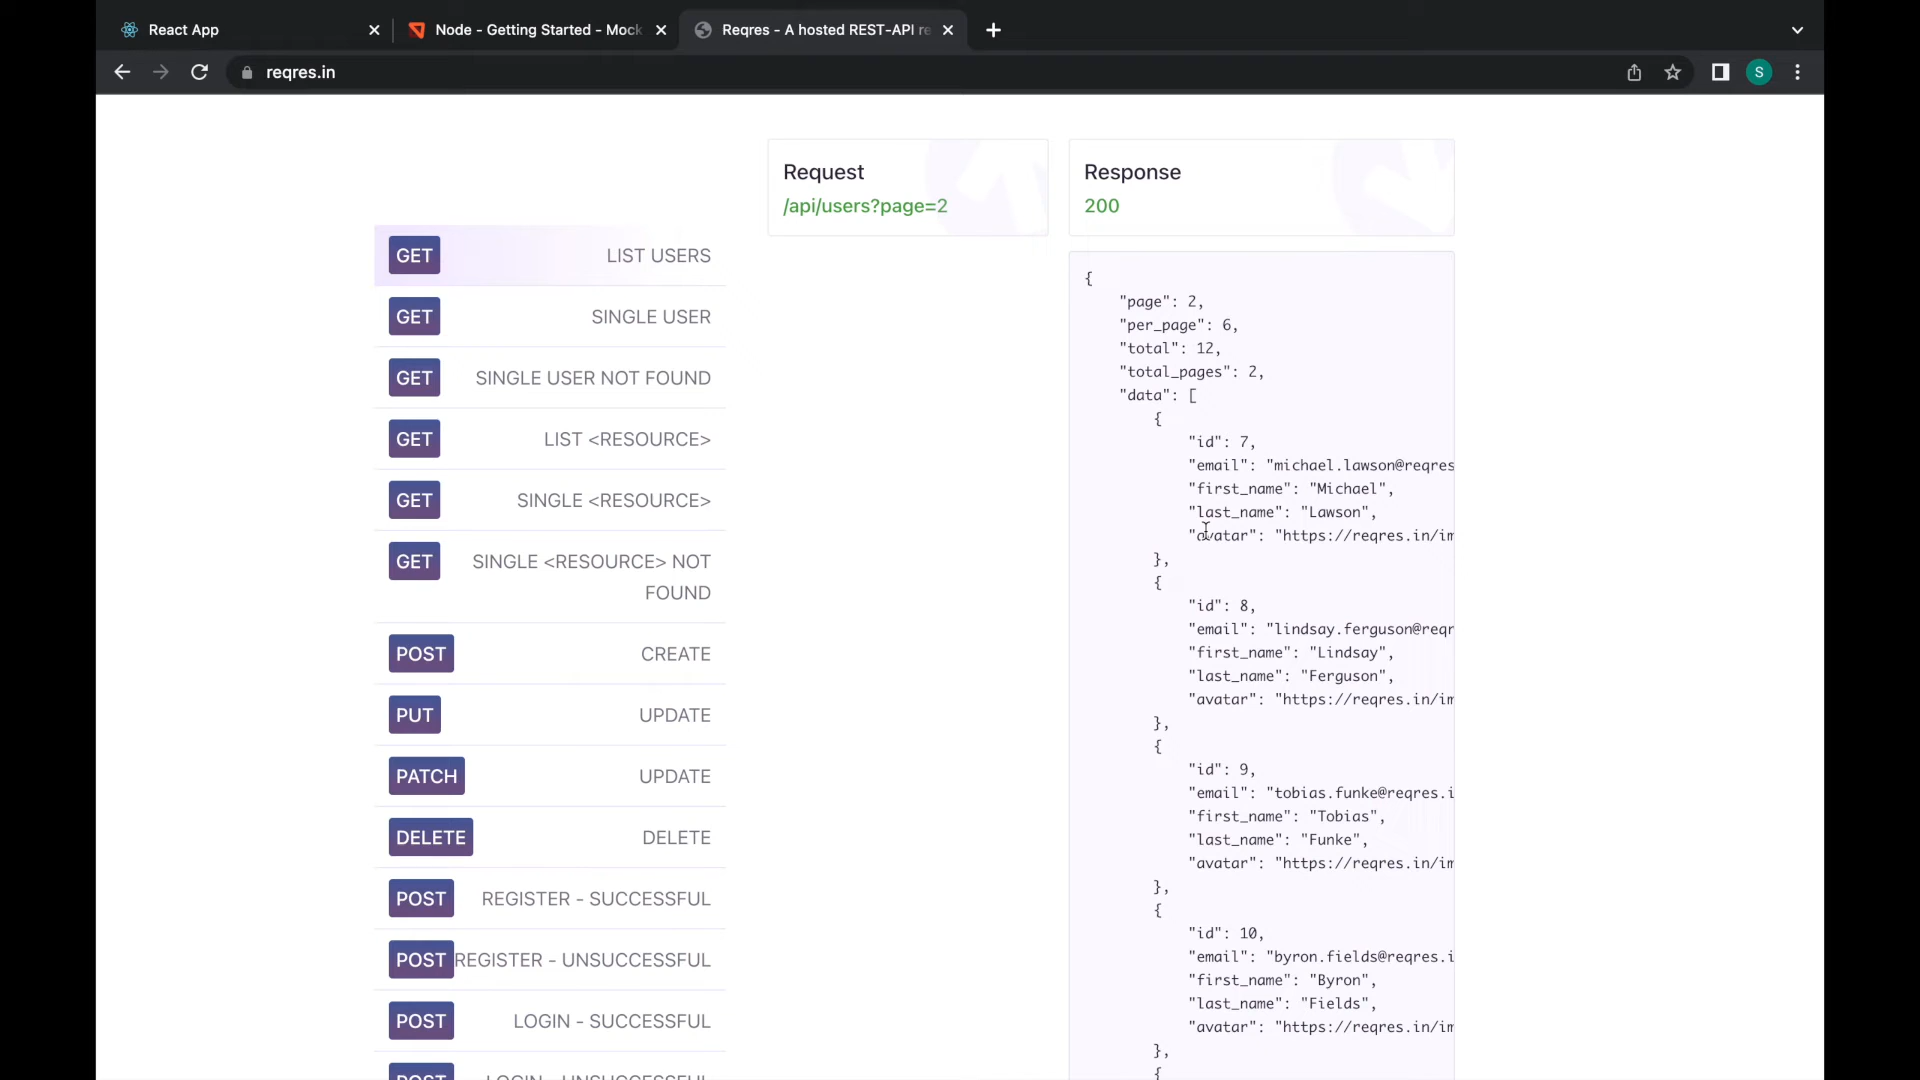 React App
Node - Getting Started - Mock
Reqres - A hosted REST-API re
reqres.in
S
Request
/api/users?page=2
Response
200
GET LIST USERS
GET SINGLE USER
GET SINGLE USER NOT FOUND
GET LIST <RESOURCE>
GET SINGLE <RESOURCE>
GET SINGLE <RESOURCE> NOT
FOUND
POST CREATE
PUT UPDATE
PATCH UPDATE
DELETE DELETE
POST REGISTER - SUCCESSFUL
POST REGISTER - UNSUCCESSFUL
POST LOGIN - SUCCESSFUL
POST LOGIN - UNSUCCESSFUL
{
"page": 2,
"per_page": 6,
"total": 12,
"total_pages": 2,
"data": [
{
"id": 7,
"email": "michael.lawson@reqres
"first_name": "Michael",
"last_name": "Lawson",
"avatar": "https://reqres.in/im
},
{
"id": 8,
"email": "lindsay.ferguson@reqr
"first_name": "Lindsay",
"last_name": "Ferguson",
"avatar": "https://reqres.in/im
},
{
"id": 9,
"email": "tobias.funke@reqres.i
"first_name": "Tobias",
"last_name": "Funke",
"avatar": "https://reqres.in/im
},
{
"id": 10,
"email": "byron.fields@reqres.i
"first_name": "Byron",
"last_name": "Fields",
"avatar": "https://reqres.in/im
},
{